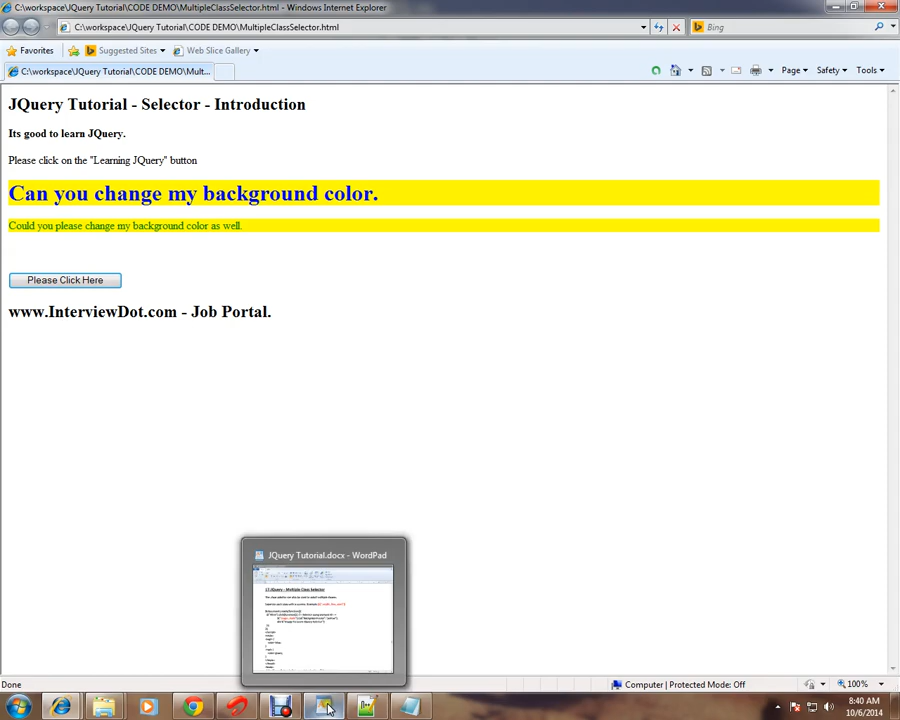 C:\workspace\JQuery Tutorial\CODE DEMO\MultipleClassSelector.html - Windows Internet Explorer
C:\workspace\JQuery Tutorial\CODE DEMO\MultipleClassSelector.html
Bing
Favorites
Suggested Sites
Web Slice Gallery
C:\workspace\JQuery Tutorial\CODE DEMO\Mult...
Page
Safety
Tools
JQuery Tutorial - Selector - Introduction
Its good to learn JQuery.
Please click on the "Learning JQuery" button
Can you change my background color.
Could you please change my background color as well.
Please Click Here
www.InterviewDot.com - Job Portal.
JQuery Tutorial.docx - WordPad
Done
Computer | Protected Mode: Off
100%
8:40 AM
10/6/2014